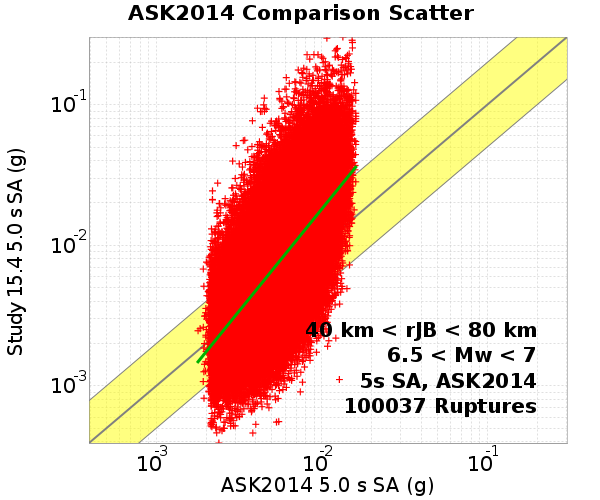 ASK2014 Comparison Scatter
Study 15.4 5.0 s SA (g)
10-1
10-2
10-3
40 km < rJB < 80 km
6.5 < Mw < 7
5s SA, ASK2014
100037 Ruptures
10-3 10-2 10-1
ASK2014 5.0 s SA (g)